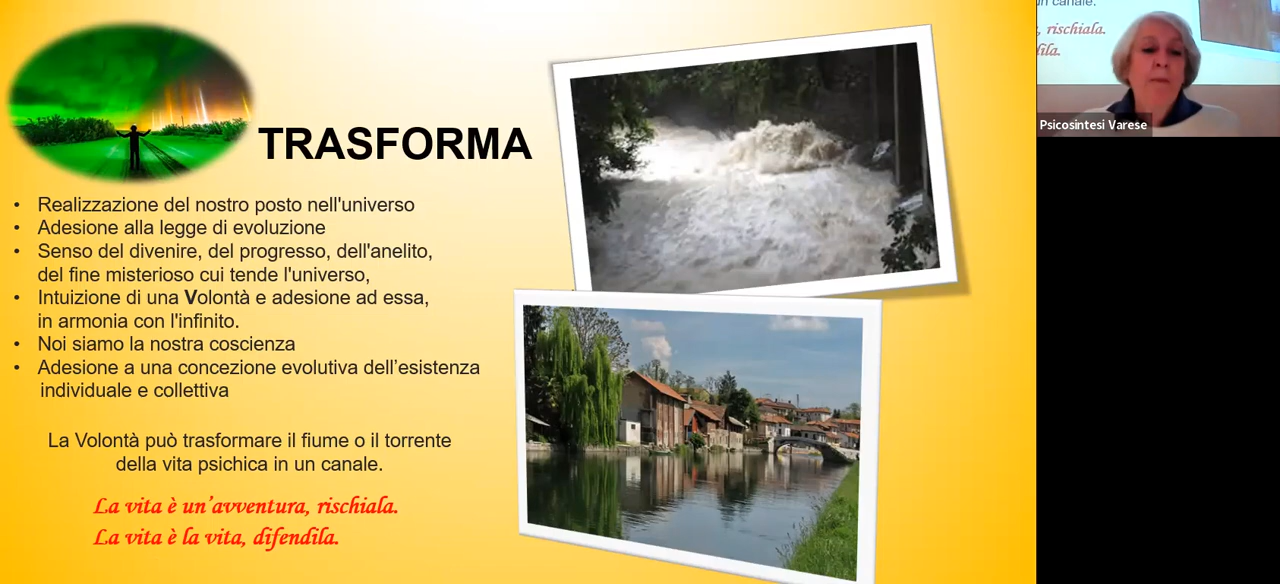 TRASFORMA
• Realizzazione del nostro posto nell'universo
• Adesione alla legge di evoluzione
• Senso del divenire, del progresso, dell'anelito,
del fine misterioso cui tende l'universo,
• Intuizione di una Volontà e adesione ad essa,
in armonia con l'infinito.
• Noi siamo la nostra coscienza
• Adesione a una concezione evolutiva dell’esistenza
individuale e collettiva
La Volontà può trasformare il fiume o il torrente
della vita psichica in un canale.
La vita è un’avventura, rischiala.
La vita è la vita, difendila.
un canale.
, rischiala.
dila.
Psicosintesi Varese